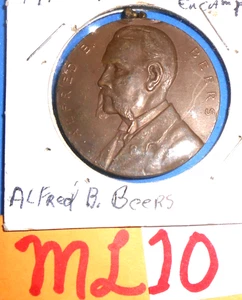 Encamp
ALFRED B. BEERS
Alfred B. Beers
ML10